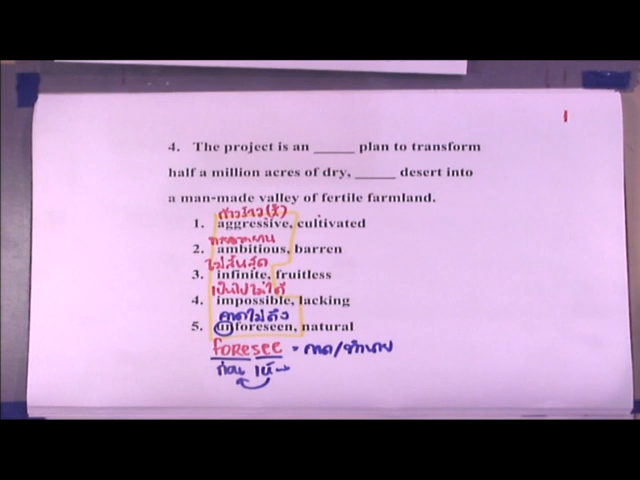 1
4. The project is an ______ plan to transform
half a million acres of dry, ______ desert into
a man-made valley of fertile farmland.
ก้าวร้าว
1. aggressive, cultivated
ทะเยอทะยาน
2. ambitious, barren
ไม่สิ้นสุด
3. infinite, fruitless
เป็นไปไม่ได้
4. impossible, lacking
คาดไม่ถึง
5. unforeseen, natural
foresee = คาด/ทำนาย
ก่อน เห็น